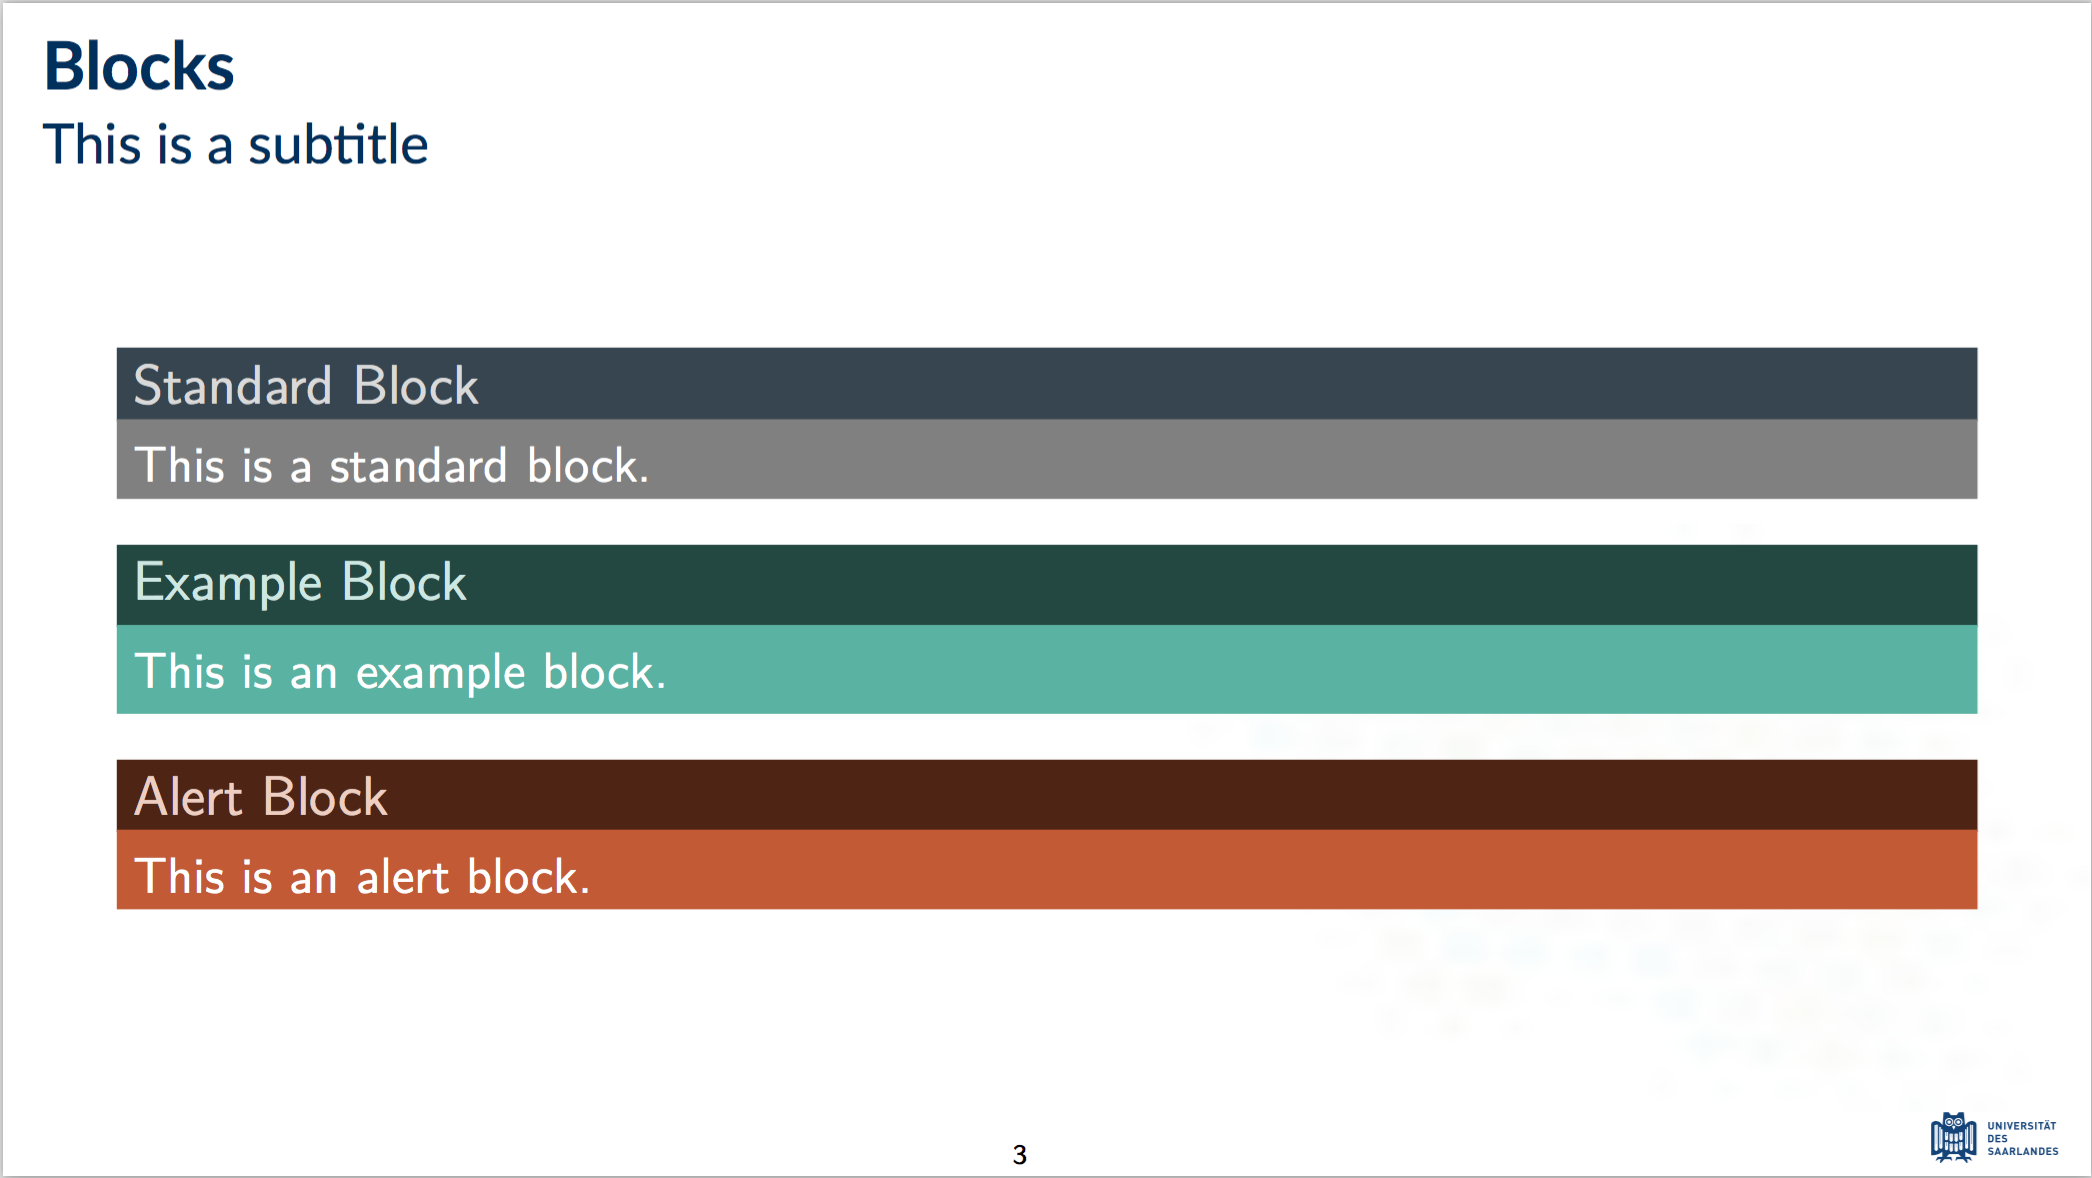 Blocks
This is a subtitle
Standard Block
This is a standard block.
Example Block
This is an example block.
Alert Block
This is an alert block.
3
UNIVERSITÄT
DES
SAARLANDES